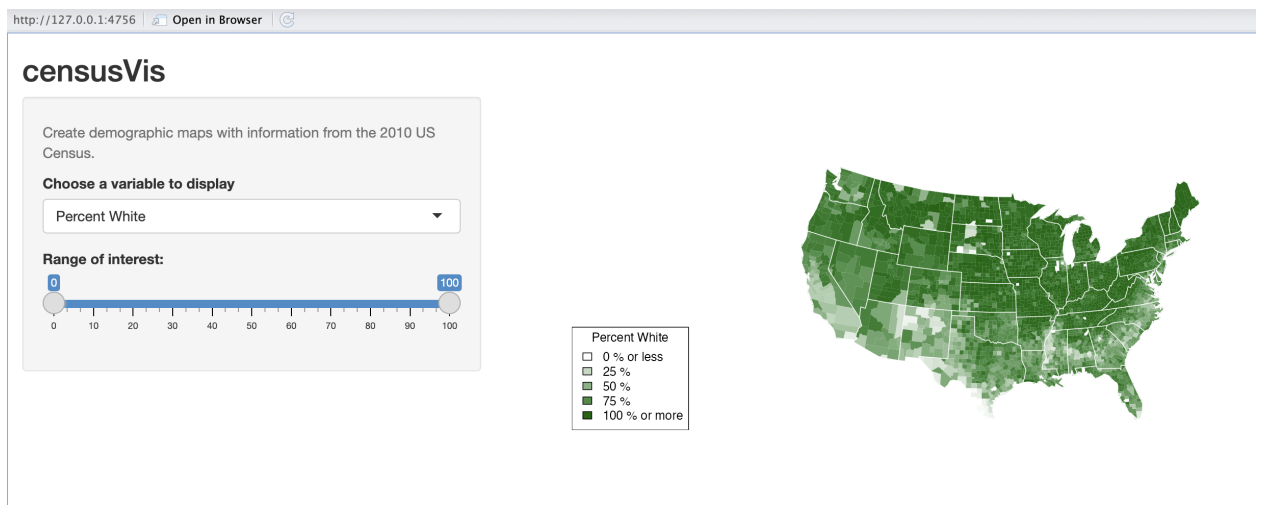 http://127.0.0.1:4756 Open in Browser
censusVis
Create demographic maps with information from the 2010 US
Census.
Choose a variable to display
Percent White
Range of interest:
0 100
0 10 20 30 40 50 60 70 80 90 100
Percent White
0 % or less
25 %
50 %
75 %
100 % or more